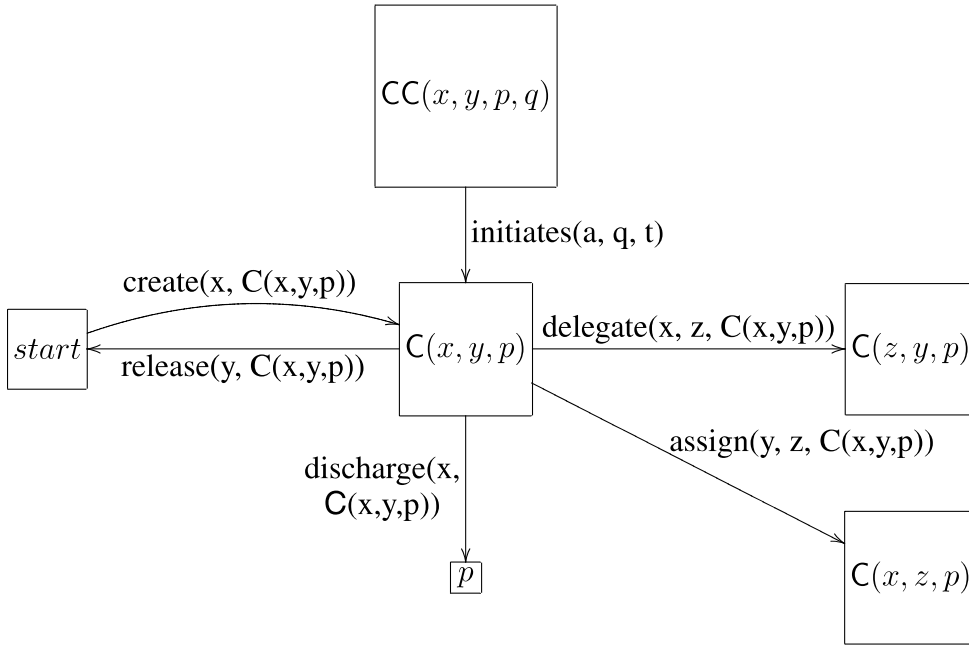 CC(x, y, p, q)
initiates(a, q, t)
create(x, C(x,y,p))
start
C(x, y, p)
delegate(x, z, C(x,y,p))
C(z, y, p)
release(y, C(x,y,p))
assign(y, z, C(x,y,p))
discharge(x,
C(x,y,p))
p
C(x, z, p)